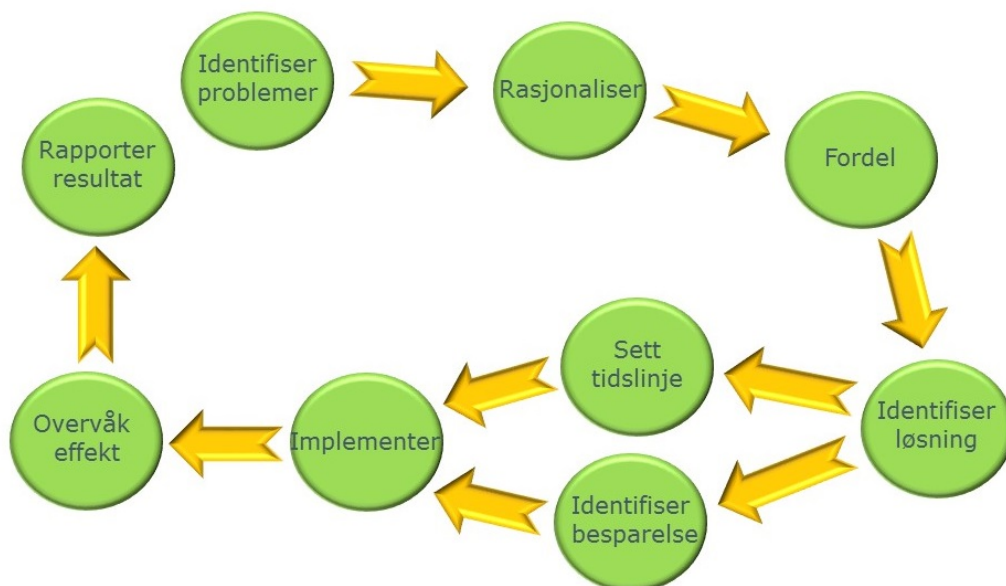 Identifiser
problemer
Rasjonaliser
Fordel
Identifiser
løsning
Sett
tidslinje
Identifiser
besparelse
Implementer
Overvåk
effekt
Rapporter
resultat